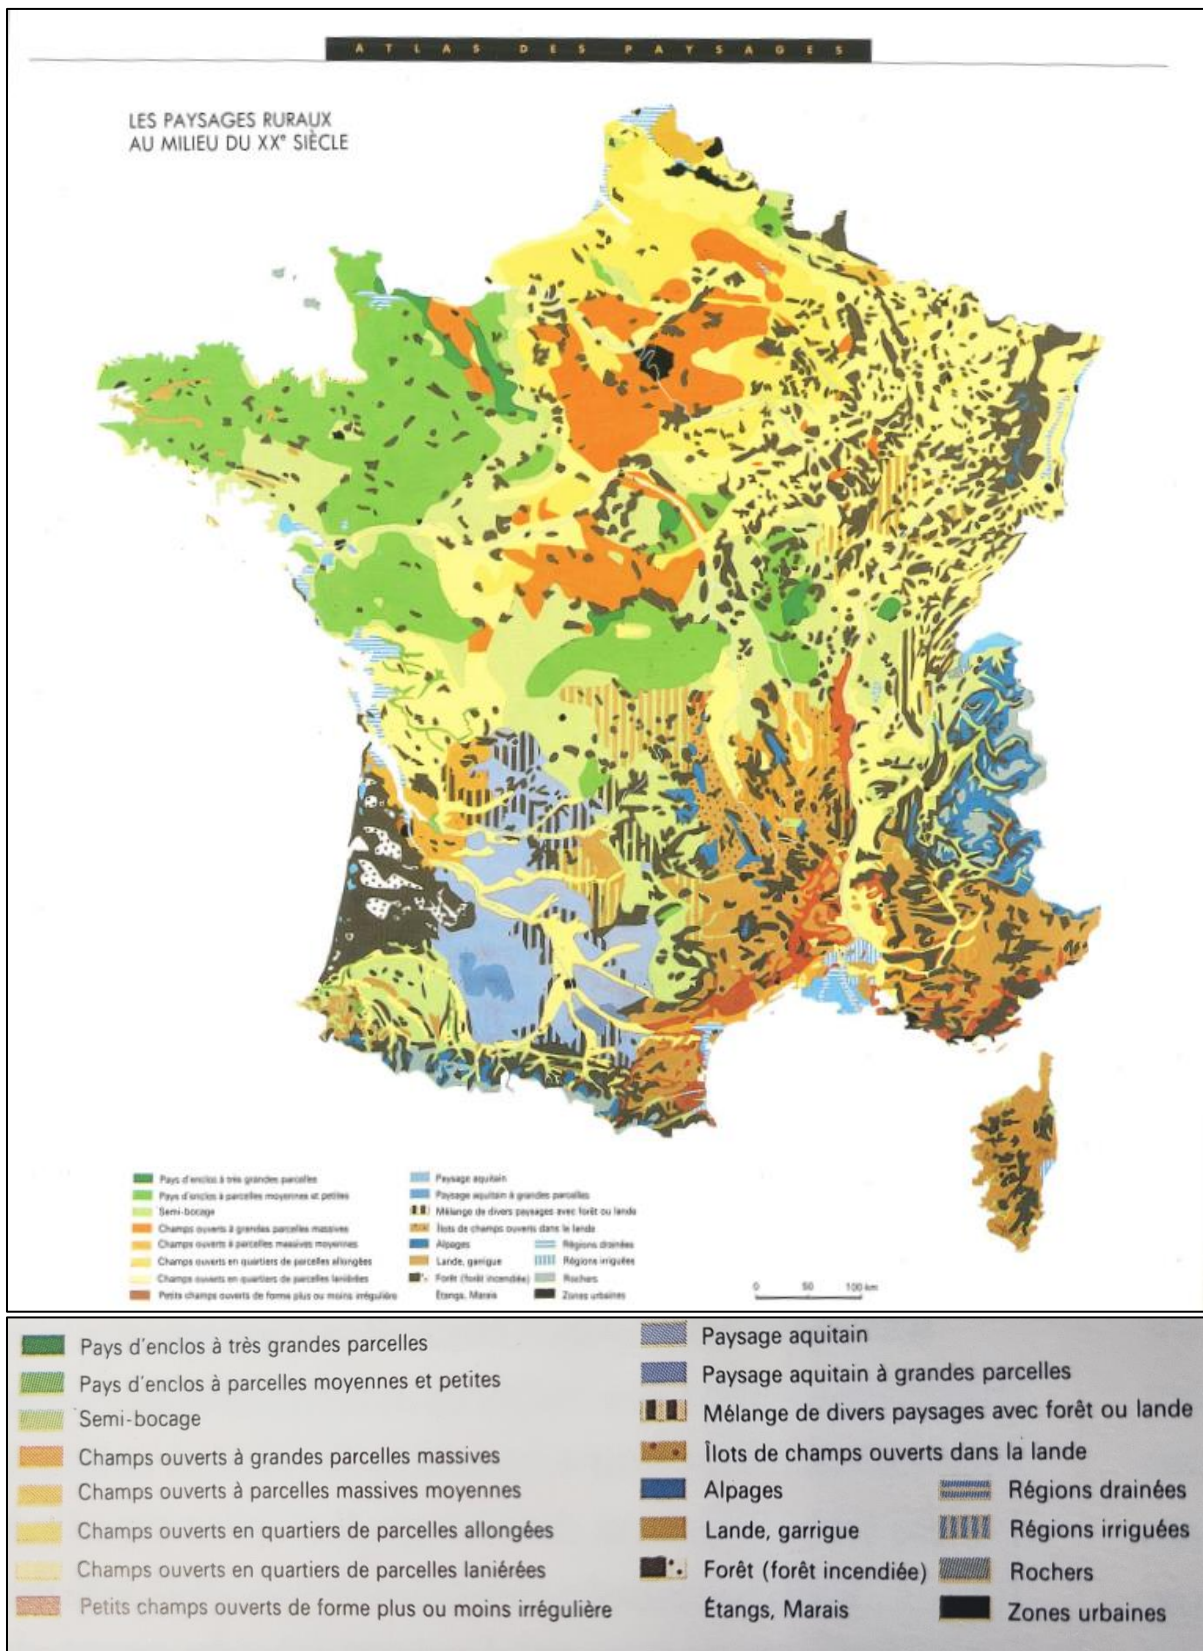 ATLAS DES PAYSAGES
LES PAYSAGES RURAUX
AU MILIEU DU XXᵉ SIÈCLE
Pays d'enclos à très grandes parcelles
Pays d'enclos à parcelles moyennes et petites
Semi-bocage
Champs ouverts à grandes parcelles massives
Champs ouverts à parcelles massives moyennes
Champs ouverts en quartiers de parcelles allongées
Champs ouverts en quartiers de parcelles laniérées
Petits champs ouverts de forme plus ou moins irrégulière
Paysage aquitain
Paysage aquitain à grandes parcelles
Mélange de divers paysages avec forêt ou lande
Îlots de champs ouverts dans la lande
Alpages
Lande, garrigue
Forêt (forêt incendiée)
Étangs, Marais
Régions drainées
Régions irriguées
Rochers
Zones urbaines
0 50 100 km
Pays d'enclos à très grandes parcelles
Pays d'enclos à parcelles moyennes et petites
Semi-bocage
Champs ouverts à grandes parcelles massives
Champs ouverts à parcelles massives moyennes
Champs ouverts en quartiers de parcelles allongées
Champs ouverts en quartiers de parcelles laniérées
Petits champs ouverts de forme plus ou moins irrégulière
Paysage aquitain
Paysage aquitain à grandes parcelles
Mélange de divers paysages avec forêt ou lande
Îlots de champs ouverts dans la lande
Alpages
Lande, garrigue
Forêt (forêt incendiée)
Étangs, Marais
Régions drainées
Régions irriguées
Rochers
Zones urbaines